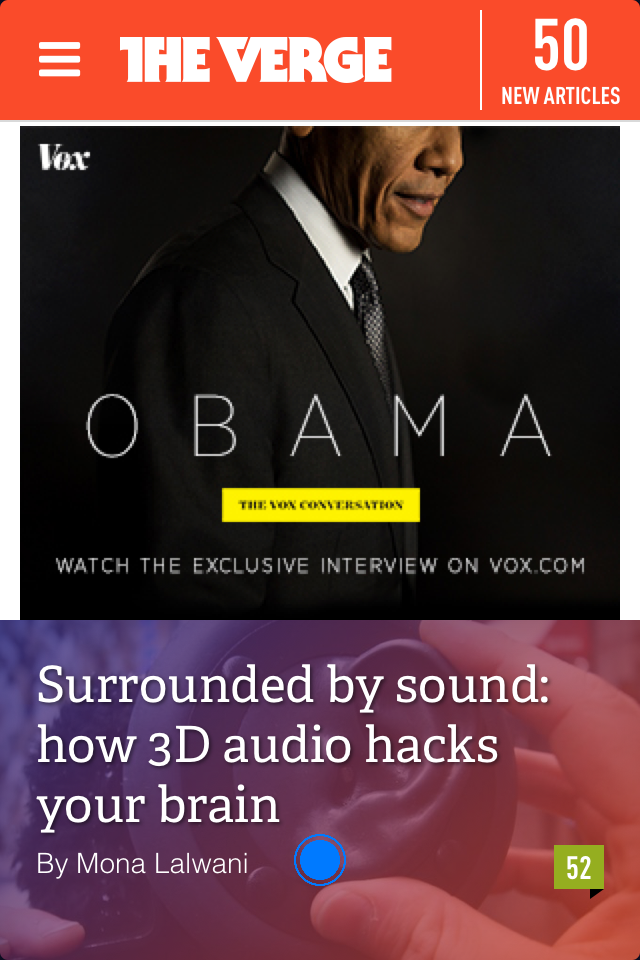 THE VERGE
50
NEW ARTICLES
Vox
OBAMA
THE VOX CONVERSATION
WATCH THE EXCLUSIVE INTERVIEW ON VOX.COM
Surrounded by sound:
how 3D audio hacks
your brain
By Mona Lalwani
52